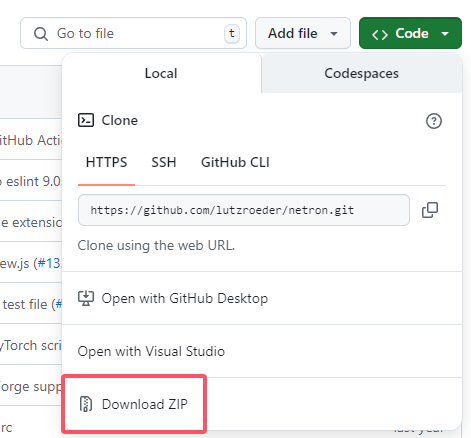 Go to file
t
Add file
Code
Local
Codespaces
Clone
HTTPS SSH GitHub CLI
https://github.com/lutzroeder/netron.git
Clone using the web URL.
Open with GitHub Desktop
Open with Visual Studio
Download ZIP
itHub Actio
o eslint 9.0
e extension
ew.js (#13
test file (#
yTorch scri
orge supp
rc
last year